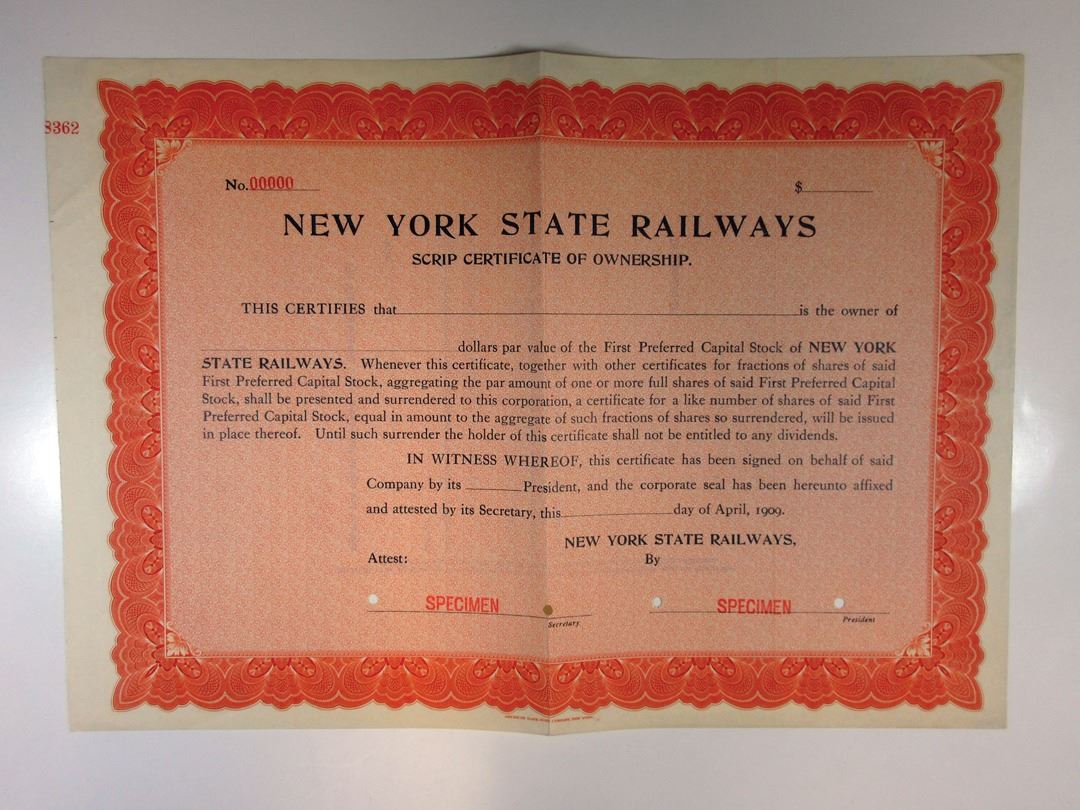 8362
No. 00000 $
NEW YORK STATE RAILWAYS
SCRIP CERTIFICATE OF OWNERSHIP.
THIS CERTIFIES that is the owner of
dollars par value of the First Preferred Capital Stock of NEW YORK
STATE RAILWAYS. Whenever this certificate, together with other certificates for fractions of shares of said
First Preferred Capital Stock, aggregating the par amount of one or more full shares of said First Preferred Capital
Stock, shall be presented and surrendered to this corporation, a certificate for a like number of shares of said First
Preferred Capital Stock, equal in amount to the aggregate of such fractions of shares so surrendered, will be issued
in place thereof. Until such surrender the holder of this certificate shall not be entitled to any dividends.
IN WITNESS WHEREOF, this certificate has been signed on behalf of said
Company by its President, and the corporate seal has been hereunto affixed
and attested by its Secretary, this day of April, 1909.
NEW YORK STATE RAILWAYS,
Attest: By
SPECIMEN SPECIMEN
Secretary President
AMERICAN BANK NOTE COMPANY, NEW YORK.